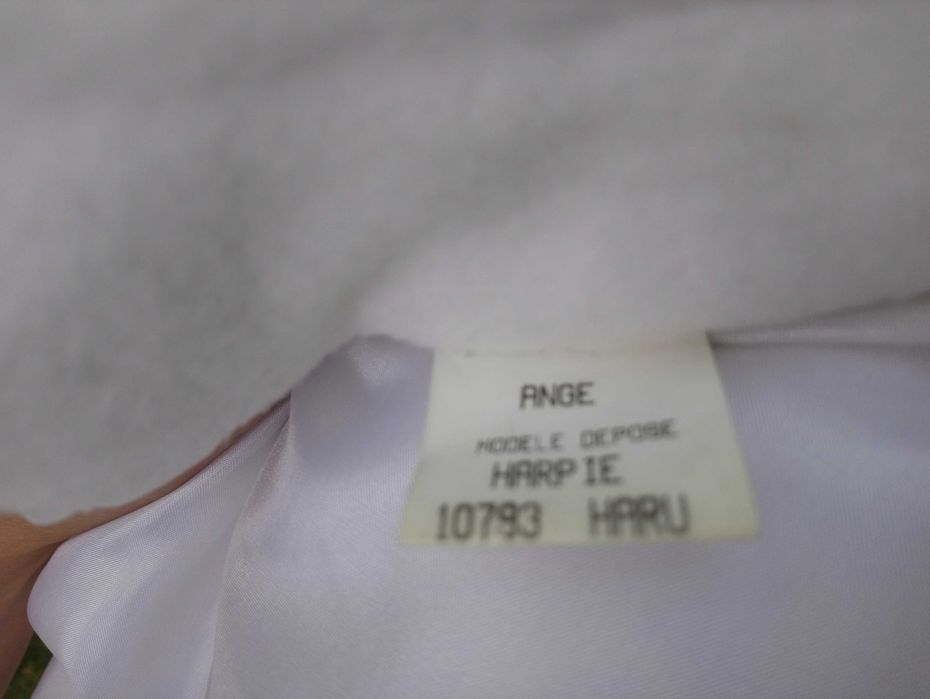 ANGE
MODELE DEPOSE
HARPIE
10793 HARU